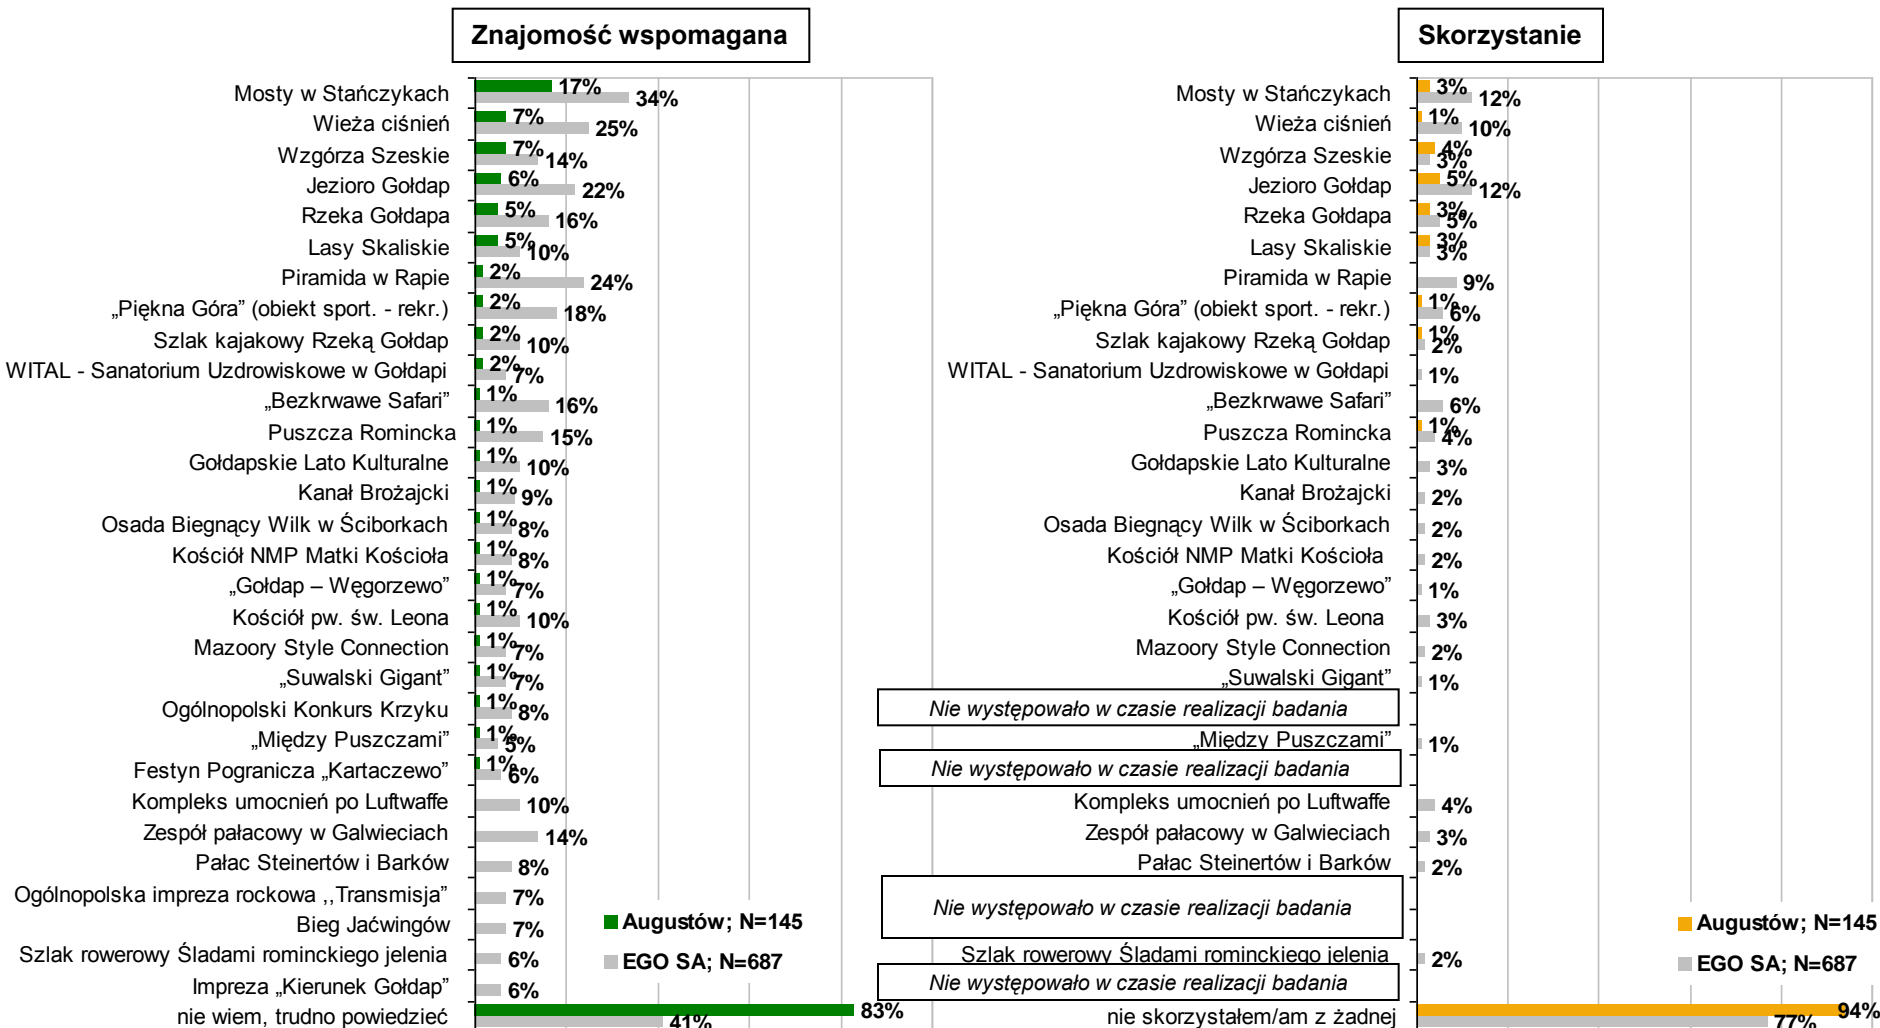 Znajomość wspomagana
Mosty w Stańczykach 17% 34%
Wieża ciśnień 7% 25%
Wzgórza Szeskie 7% 14%
Jezioro Gołdap 6% 22%
Rzeka Gołdapa 5% 16%
Lasy Skaliskie 5% 10%
Piramida w Rapie 2% 24%
„Piękna Góra” (obiekt sport. - rekr.) 2% 18%
Szlak kajakowy Rzeką Gołdap 2% 10%
WITAL - Sanatorium Uzdrowiskowe w Gołdapi 2% 7%
„Bezkrwawe Safari” 1% 16%
Puszcza Romincka 1% 15%
Gołdapskie Lato Kulturalne 1% 10%
Kanał Brożajcki 1% 9%
Osada Biegnący Wilk w Ściborkach 1% 8%
Kościół NMP Matki Kościoła 1% 8%
„Gołdap – Węgorzewo” 1% 7%
Kościół pw. św. Leona 1% 10%
Mazoory Style Connection 1% 7%
„Suwalski Gigant” 1% 7%
Ogólnopolski Konkurs Krzyku 1% 8%
„Między Puszczami” 1% 5%
Festyn Pogranicza „Kartaczewo” 1% 6%
Kompleks umocnień po Luftwaffe 10%
Zespół pałacowy w Galwieciach 14%
Pałac Steinertów i Barków 8%
Ogólnopolska impreza rockowa ,,Transmisja” 7%
Bieg Jaćwingów 7%
Szlak rowerowy Śladami rominckiego jelenia 6%
Impreza „Kierunek Gołdap” 6%
nie wiem, trudno powiedzieć 83% 41%
Augustów; N=145
EGO SA; N=687
Skorzystanie
Mosty w Stańczykach 3% 12%
Wieża ciśnień 1% 10%
Wzgórza Szeskie 4% 3%
Jezioro Gołdap 5% 12%
Rzeka Gołdapa 3% 5%
Lasy Skaliskie 3% 3%
Piramida w Rapie 9%
„Piękna Góra” (obiekt sport. - rekr.) 1% 6%
Szlak kajakowy Rzeką Gołdap 1% 2%
WITAL - Sanatorium Uzdrowiskowe w Gołdapi 1%
„Bezkrwawe Safari” 6%
Puszcza Romincka 1% 4%
Gołdapskie Lato Kulturalne 3%
Kanał Brożajcki 2%
Osada Biegnący Wilk w Ściborkach 2%
Kościół NMP Matki Kościoła 2%
„Gołdap – Węgorzewo” 1%
Kościół pw. św. Leona 3%
Mazoory Style Connection 2%
„Suwalski Gigant” 1%
Nie występowało w czasie realizacji badania
„Między Puszczami” 1%
Nie występowało w czasie realizacji badania
Kompleks umocnień po Luftwaffe 4%
Zespół pałacowy w Galwieciach 3%
Pałac Steinertów i Barków 2%
Nie występowało w czasie realizacji badania
Szlak rowerowy Śladami rominckiego jelenia 2%
Nie występowało w czasie realizacji badania
nie skorzystałem/am z żadnej 94% 77%
Augustów; N=145
EGO SA; N=687